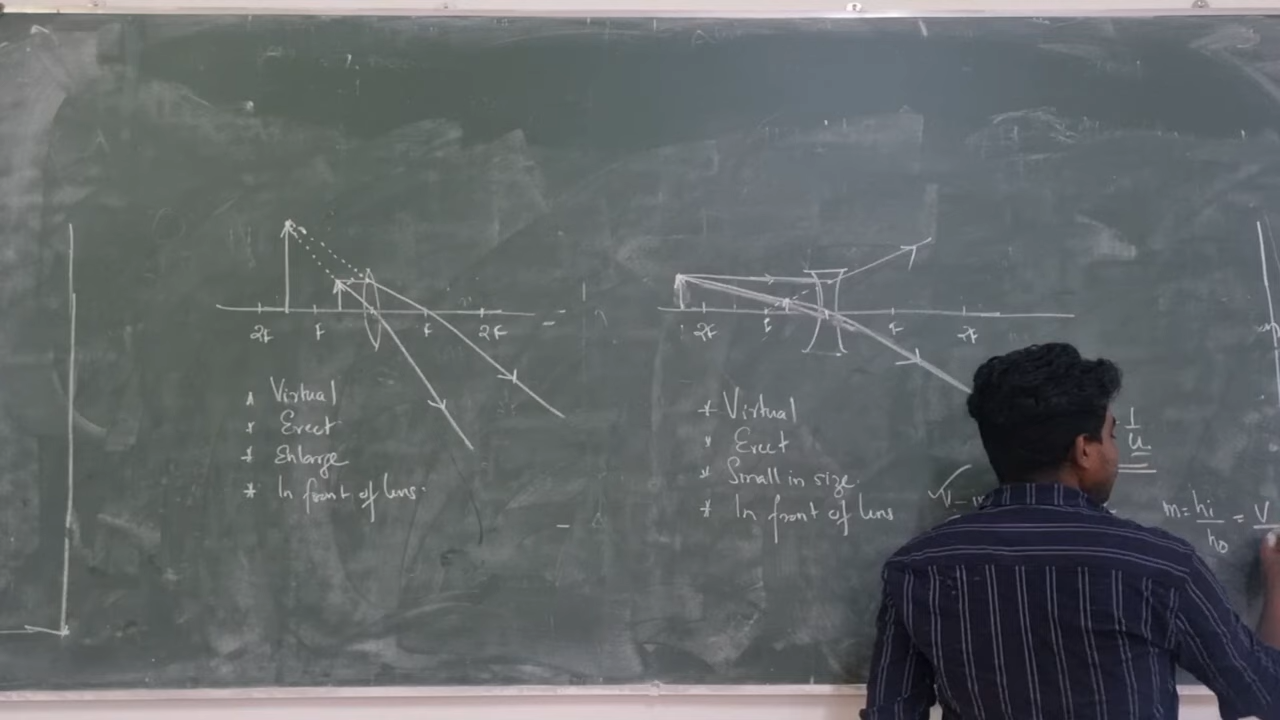 2F F F 2F
* Virtual
* Erect
* Enlarge
* In front of lens.
2F F F 2F
* Virtual
* Erect
* Small in size.
* In front of lens
1/u
m = hi/ho = V